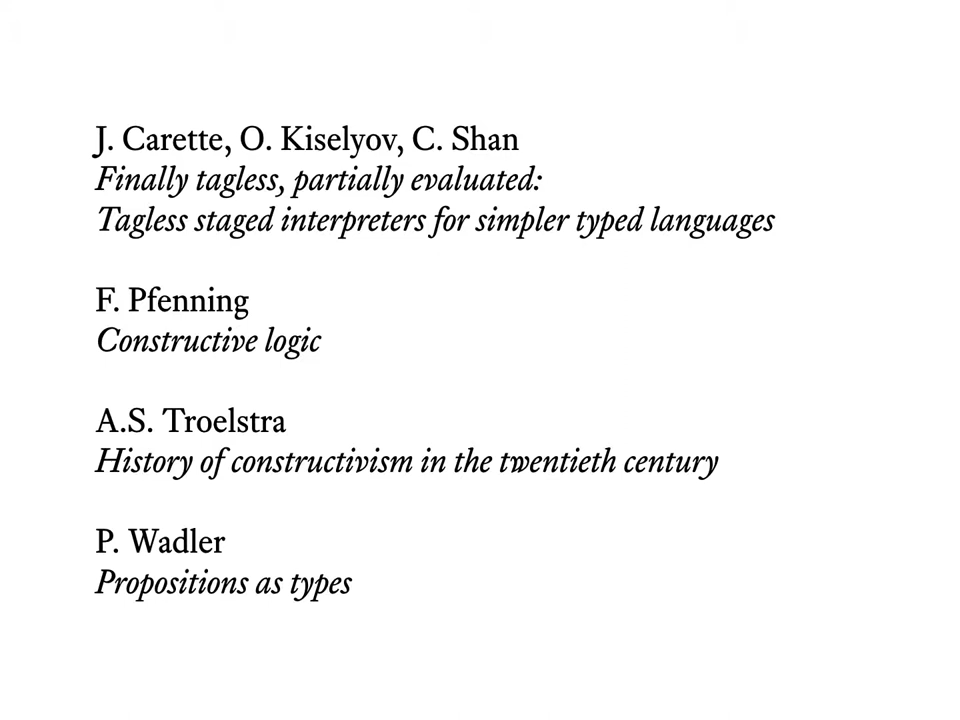 J. Carette, O. Kiselyov, C. Shan
Finally tagless, partially evaluated:
Tagless staged interpreters for simpler typed languages
F. Pfenning
Constructive logic
A.S. Troelstra
History of constructivism in the twentieth century
P. Wadler
Propositions as types